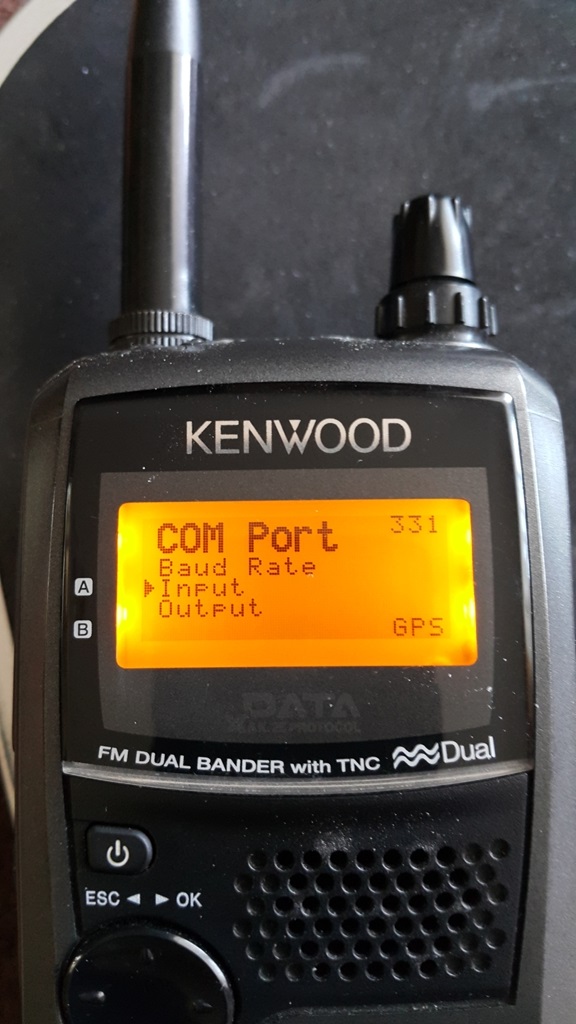 KENWOOD
COM Port 331
Baud Rate
A Input
Output
B GPS
DATA
FM DUAL BANDER with TNC Dual
ESC OK